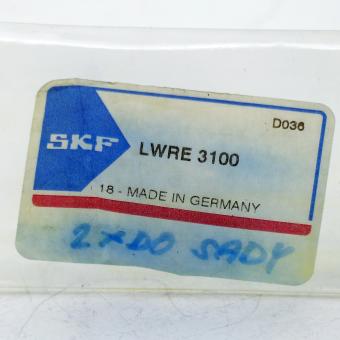 D036
SKF
LWRE 3100
18 - MADE IN GERMANY
2 x DO SADY